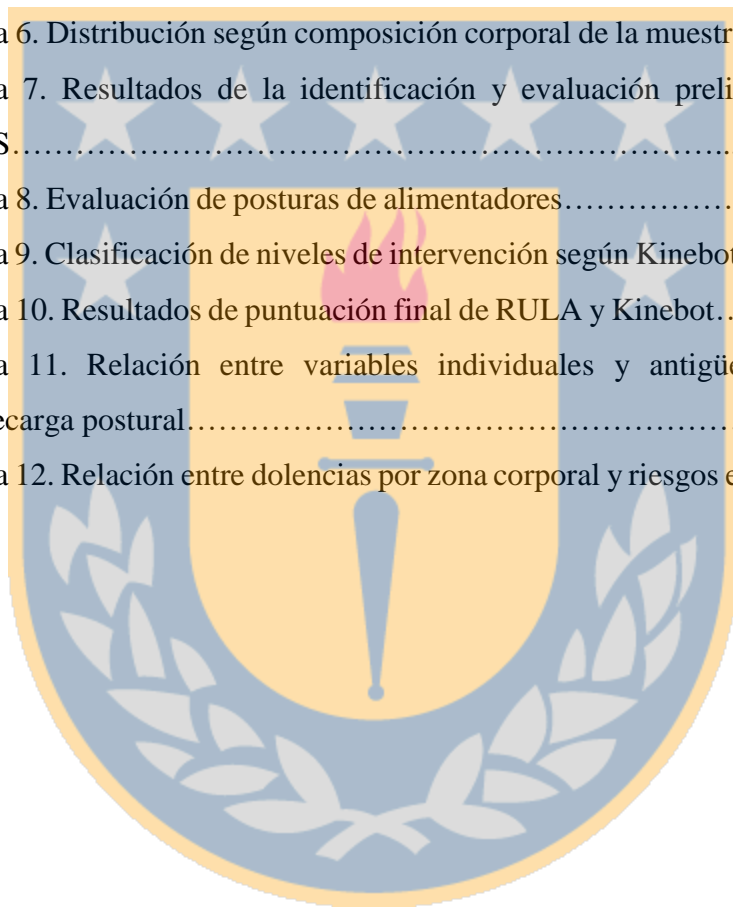 a 6. Distribución según composición corporal de la muestr
a 7. Resultados de la identificación y evaluación preli
S…………………………………………………………………..
a 8. Evaluación de posturas de alimentadores………………
a 9. Clasificación de niveles de intervención según Kinebot
a 10. Resultados de puntuación final de RULA y Kinebot…
a 11. Relación entre variables individuales y antigü
ecarga postural…………………………………………………
a 12. Relación entre dolencias por zona corporal y riesgos e